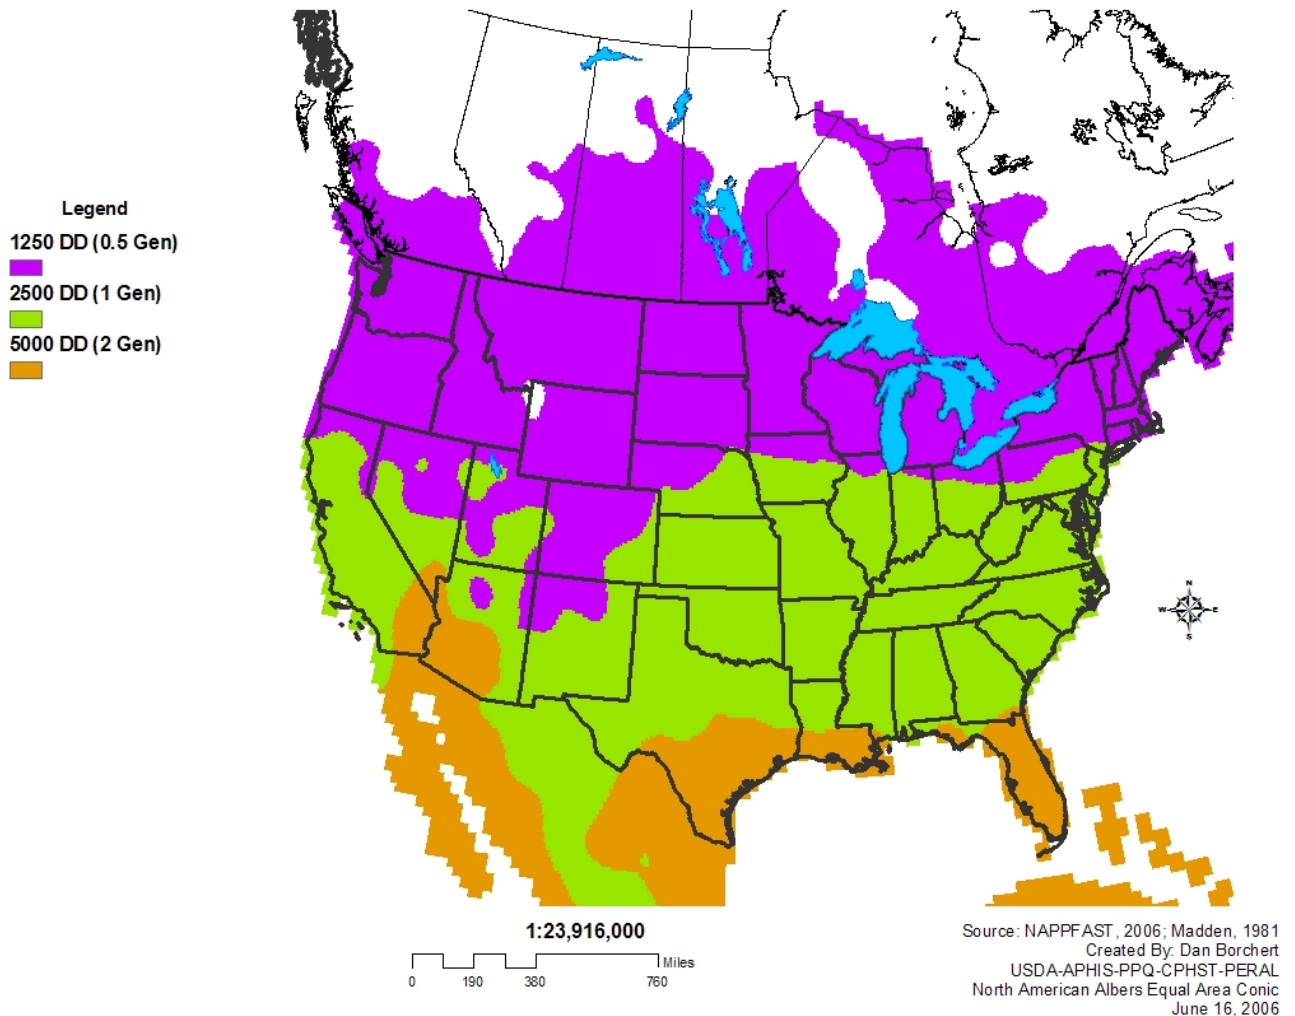 Legend
1250 DD (0.5 Gen)
2500 DD (1 Gen)
5000 DD (2 Gen)
N
W
E
S
1:23,916,000
Miles
0 190 380 760
Source: NAPPFAST, 2006; Madden, 1981
Created By: Dan Borchert
USDA-APHIS-PPQ-CPHST-PERAL
North American Albers Equal Area Conic
June 16, 2006